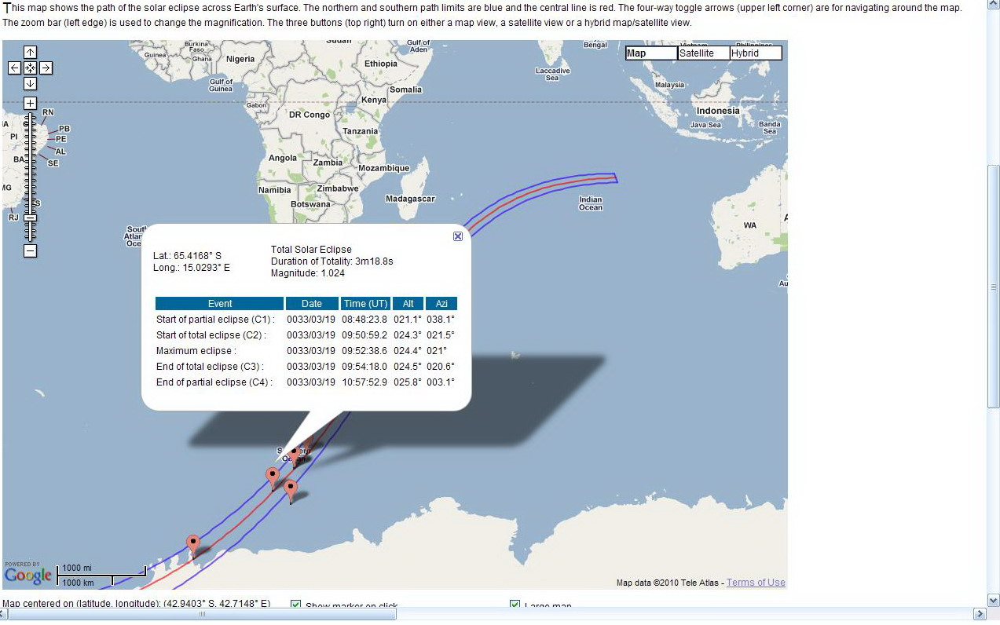 This map shows the path of the solar eclipse across Earth's surface. The northern and southern path limits are blue and the central line is red. The four-way toggle arrows (upper left corner) are for navigating around the map.
The zoom bar (left edge) is used to change the magnification. The three buttons (top right) turn on either a map view, a satellite view or a hybrid map/satellite view.
Burkina
Faso
Sudan
Gulf of
Aden
Bengal
Vietnam
Philippines
Map
Satellite
Hybrid
Guinea
Ghana
Nigeria
Ethiopia
Laccadive
Sea
Gulf of
Guinea
Somalia
Malaysia
Gabon
Kenya
Indonesia
RN
DR Congo
Java Sea
Banda
Sea
PB
PI
PE
Tanzania
AL
BA
SE
Angola
Zambia
Mozambique
MG
Namibia
Zimbabwe
Madagascar
Botswana
Indian
Ocean
RJ
WA
Lat.: 65.4168° S
Long.: 15.0293° E
Total Solar Eclipse
Duration of Totality: 3m18.8s
Magnitude: 1.024
Event Date Time (UT) Alt Azi
Start of partial eclipse (C1) : 0033/03/19 08:48:23.8 021.1° 038.1°
Start of total eclipse (C2) : 0033/03/19 09:50:59.2 024.3° 021.5°
Maximum eclipse : 0033/03/19 09:52:38.6 024.4° 021°
End of total eclipse (C3) : 0033/03/19 09:54:18.0 024.5° 020.6°
End of partial eclipse (C4) : 0033/03/19 10:57:52.9 025.8° 003.1°
POWERED BY
Google
1000 mi
1000 km
Map data ©2010 Tele Atlas - Terms of Use
Map centered on (latitude, longitude): (42.9403° S, 42.7148° E)
Show marker on click
Large map